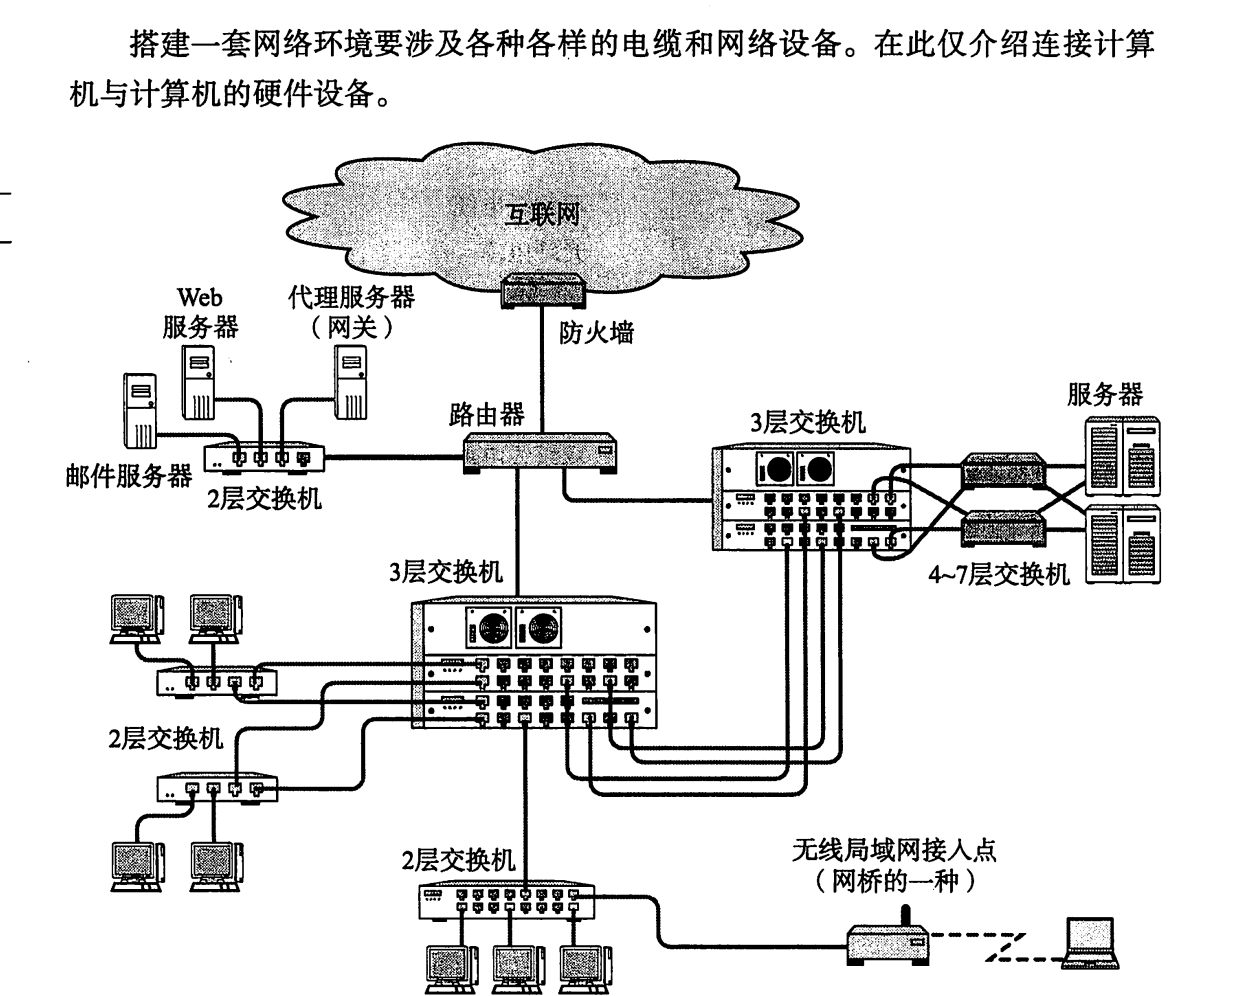 搭建一套网络环境要涉及各种各样的电缆和网络设备。在此仅介绍连接计算
机与计算机的硬件设备。
互联网
防火墙
Web
服务器
代理服务器
（网关）
邮件服务器
2层交换机
路由器
3层交换机
服务器
4~7层交换机
3层交换机
2层交换机
2层交换机
无线局域网接入点
（网桥的一种）